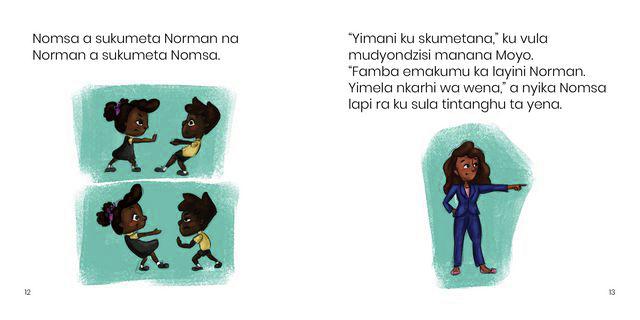 Nomsa a sukumeta Norman na
Norman a sukumeta Nomsa.
12
“Yimani ku skumetana,” ku vula
mudyondzisi manana Moyo.
“Famba emakumu ka layini Norman.
Yimela nkarhi wa wena,” a nyika Nomsa
lapi ra ku sula tintanghu ta yena.
13